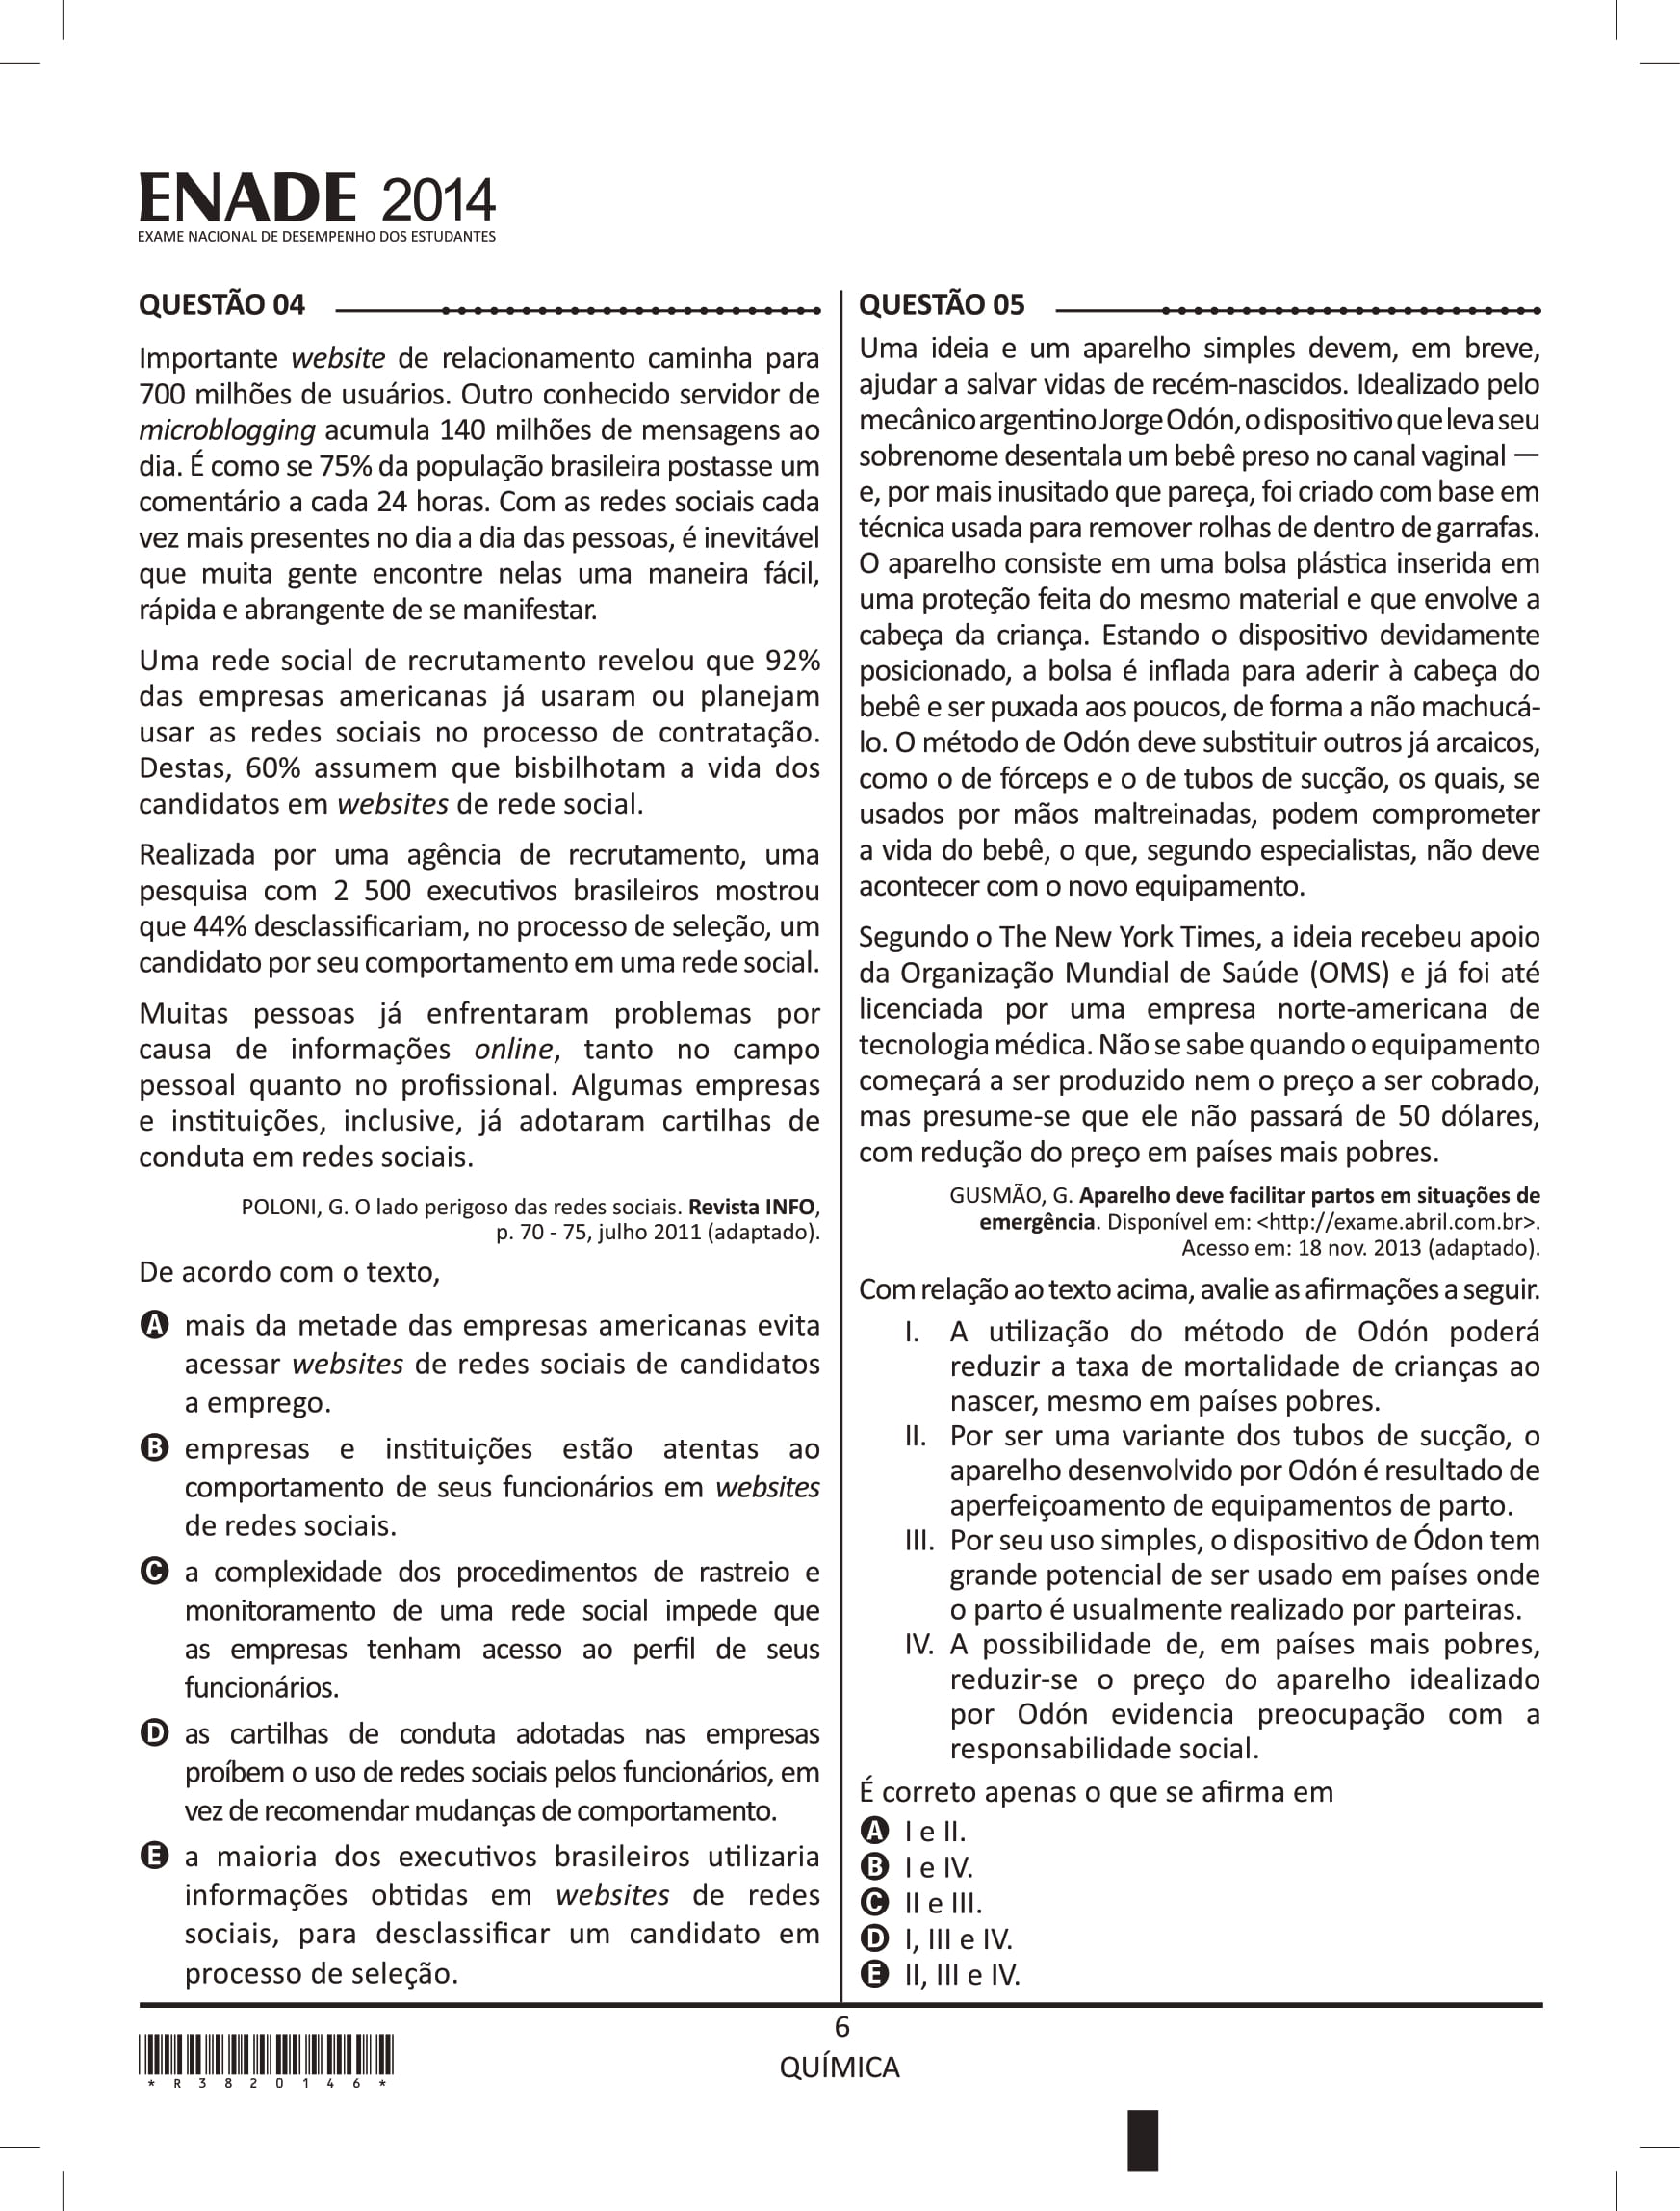 ENADE 2014
EXAME NACIONAL DE DESEMPENHO DOS ESTUDANTES
QUESTÃO 04
Importante website de relacionamento caminha para
700 milhões de usuários. Outro conhecido servidor de
microblogging acumula 140 milhões de mensagens ao
dia. É como se 75% da população brasileira postasse um
comentário a cada 24 horas. Com as redes sociais cada
vez mais presentes no dia a dia das pessoas, é inevitável
que muita gente encontre nelas uma maneira fácil,
rápida e abrangente de se manifestar.
Uma rede social de recrutamento revelou que 92%
das empresas americanas já usaram ou planejam
usar as redes sociais no processo de contratação.
Destas, 60% assumem que bisbilhotam a vida dos
candidatos em websites de rede social.
Realizada por uma agência de recrutamento, uma
pesquisa com 2 500 executivos brasileiros mostrou
que 44% desclassificariam, no processo de seleção, um
candidato por seu comportamento em uma rede social.
Muitas pessoas já enfrentaram problemas por
causa de informações online, tanto no campo
pessoal quanto no profissional. Algumas empresas
e instituições, inclusive, já adotaram cartilhas de
conduta em redes sociais.
POLONI, G. O lado perigoso das redes sociais. Revista INFO,
p. 70 - 75, julho 2011 (adaptado).
De acordo com o texto,
A mais da metade das empresas americanas evita
acessar websites de redes sociais de candidatos
a emprego.
B empresas e instituições estão atentas ao
comportamento de seus funcionários em websites
de redes sociais.
C a complexidade dos procedimentos de rastreio e
monitoramento de uma rede social impede que
as empresas tenham acesso ao perfil de seus
funcionários.
D as cartilhas de conduta adotadas nas empresas
proíbem o uso de redes sociais pelos funcionários, em
vez de recomendar mudanças de comportamento.
E a maioria dos executivos brasileiros utilizaria
informações obtidas em websites de redes
sociais, para desclassificar um candidato em
processo de seleção.
QUESTÃO 05
Uma ideia e um aparelho simples devem, em breve,
ajudar a salvar vidas de recém-nascidos. Idealizado pelo
mecânico argentino Jorge Odón, o dispositivo que leva seu
sobrenome desentala um bebê preso no canal vaginal —
e, por mais inusitado que pareça, foi criado com base em
técnica usada para remover rolhas de dentro de garrafas.
O aparelho consiste em uma bolsa plástica inserida em
uma proteção feita do mesmo material e que envolve a
cabeça da criança. Estando o dispositivo devidamente
posicionado, a bolsa é inflada para aderir à cabeça do
bebê e ser puxada aos poucos, de forma a não machucá-
lo. O método de Odón deve substituir outros já arcaicos,
como o de fórceps e o de tubos de sucção, os quais, se
usados por mãos maltreinadas, podem comprometer
a vida do bebê, o que, segundo especialistas, não deve
acontecer com o novo equipamento.
Segundo o The New York Times, a ideia recebeu apoio
da Organização Mundial de Saúde (OMS) e já foi até
licenciada por uma empresa norte-americana de
tecnologia médica. Não se sabe quando o equipamento
começará a ser produzido nem o preço a ser cobrado,
mas presume-se que ele não passará de 50 dólares,
com redução do preço em países mais pobres.
GUSMÃO, G. Aparelho deve facilitar partos em situações de
emergência. Disponível em: <http://exame.abril.com.br>.
Acesso em: 18 nov. 2013 (adaptado).
Com relação ao texto acima, avalie as afirmações a seguir.
I. A utilização do método de Odón poderá
reduzir a taxa de mortalidade de crianças ao
nascer, mesmo em países pobres.
II. Por ser uma variante dos tubos de sucção, o
aparelho desenvolvido por Odón é resultado de
aperfeiçoamento de equipamentos de parto.
III. Por seu uso simples, o dispositivo de Ódon tem
grande potencial de ser usado em países onde
o parto é usualmente realizado por parteiras.
IV. A possibilidade de, em países mais pobres,
reduzir-se o preço do aparelho idealizado
por Odón evidencia preocupação com a
responsabilidade social.
É correto apenas o que se afirma em
A I e II.
B I e IV.
C II e III.
D I, III e IV.
E II, III e IV.
6
QUÍMICA
* R 3 8 2 0 1 4 6 *